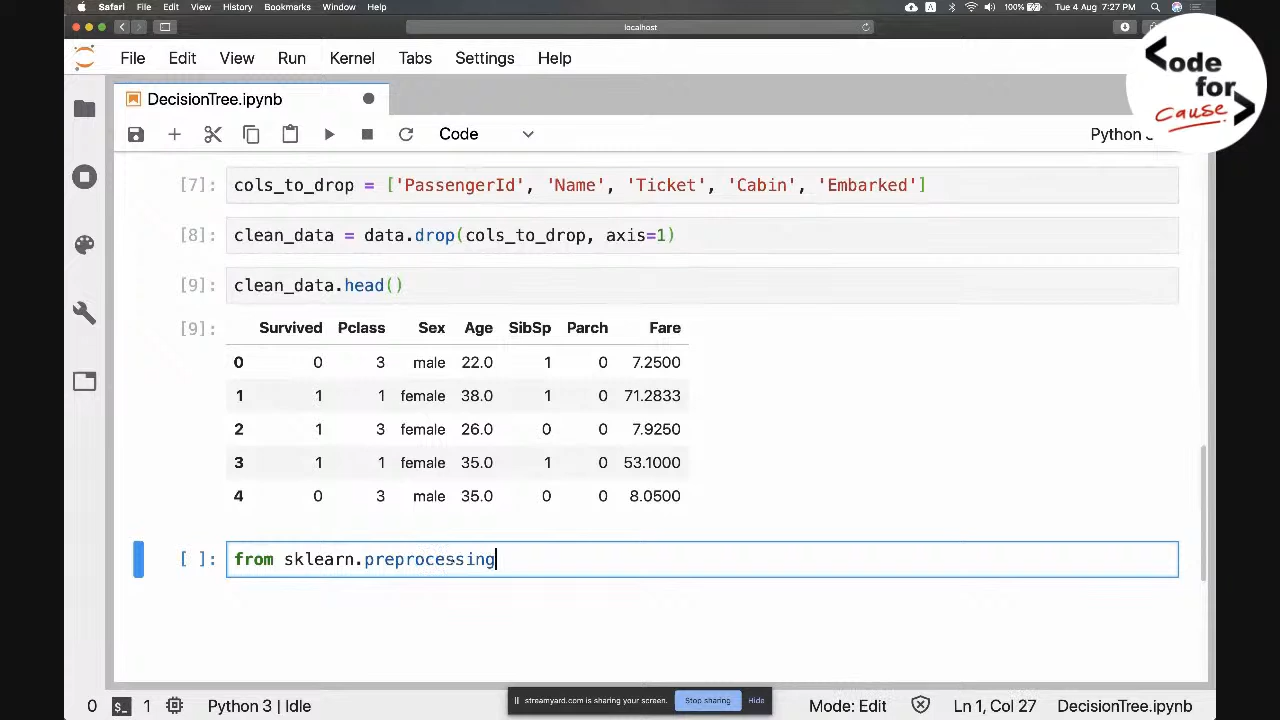 Safari File Edit View History Bookmarks Window Help 100% Tue 4 Aug 7:27 PM
localhost
<ode for cause>
File Edit View Run Kernel Tabs Settings Help
DecisionTree.ipynb
Code Python
[7]: cols_to_drop = ['PassengerId', 'Name', 'Ticket', 'Cabin', 'Embarked']
[8]: clean_data = data.drop(cols_to_drop, axis=1)
[9]: clean_data.head()
[9]: Survived Pclass Sex Age SibSp Parch Fare
0 0 3 male 22.0 1 0 7.2500
1 1 1 female 38.0 1 0 71.2833
2 1 3 female 26.0 0 0 7.9250
3 1 1 female 35.0 1 0 53.1000
4 0 3 male 35.0 0 0 8.0500
[ ]: from sklearn.preprocessing
streamyard.com is sharing your screen. Stop sharing Hide
0 $_ 1 Python 3 | Idle Mode: Edit Ln 1, Col 27 DecisionTree.ipynb